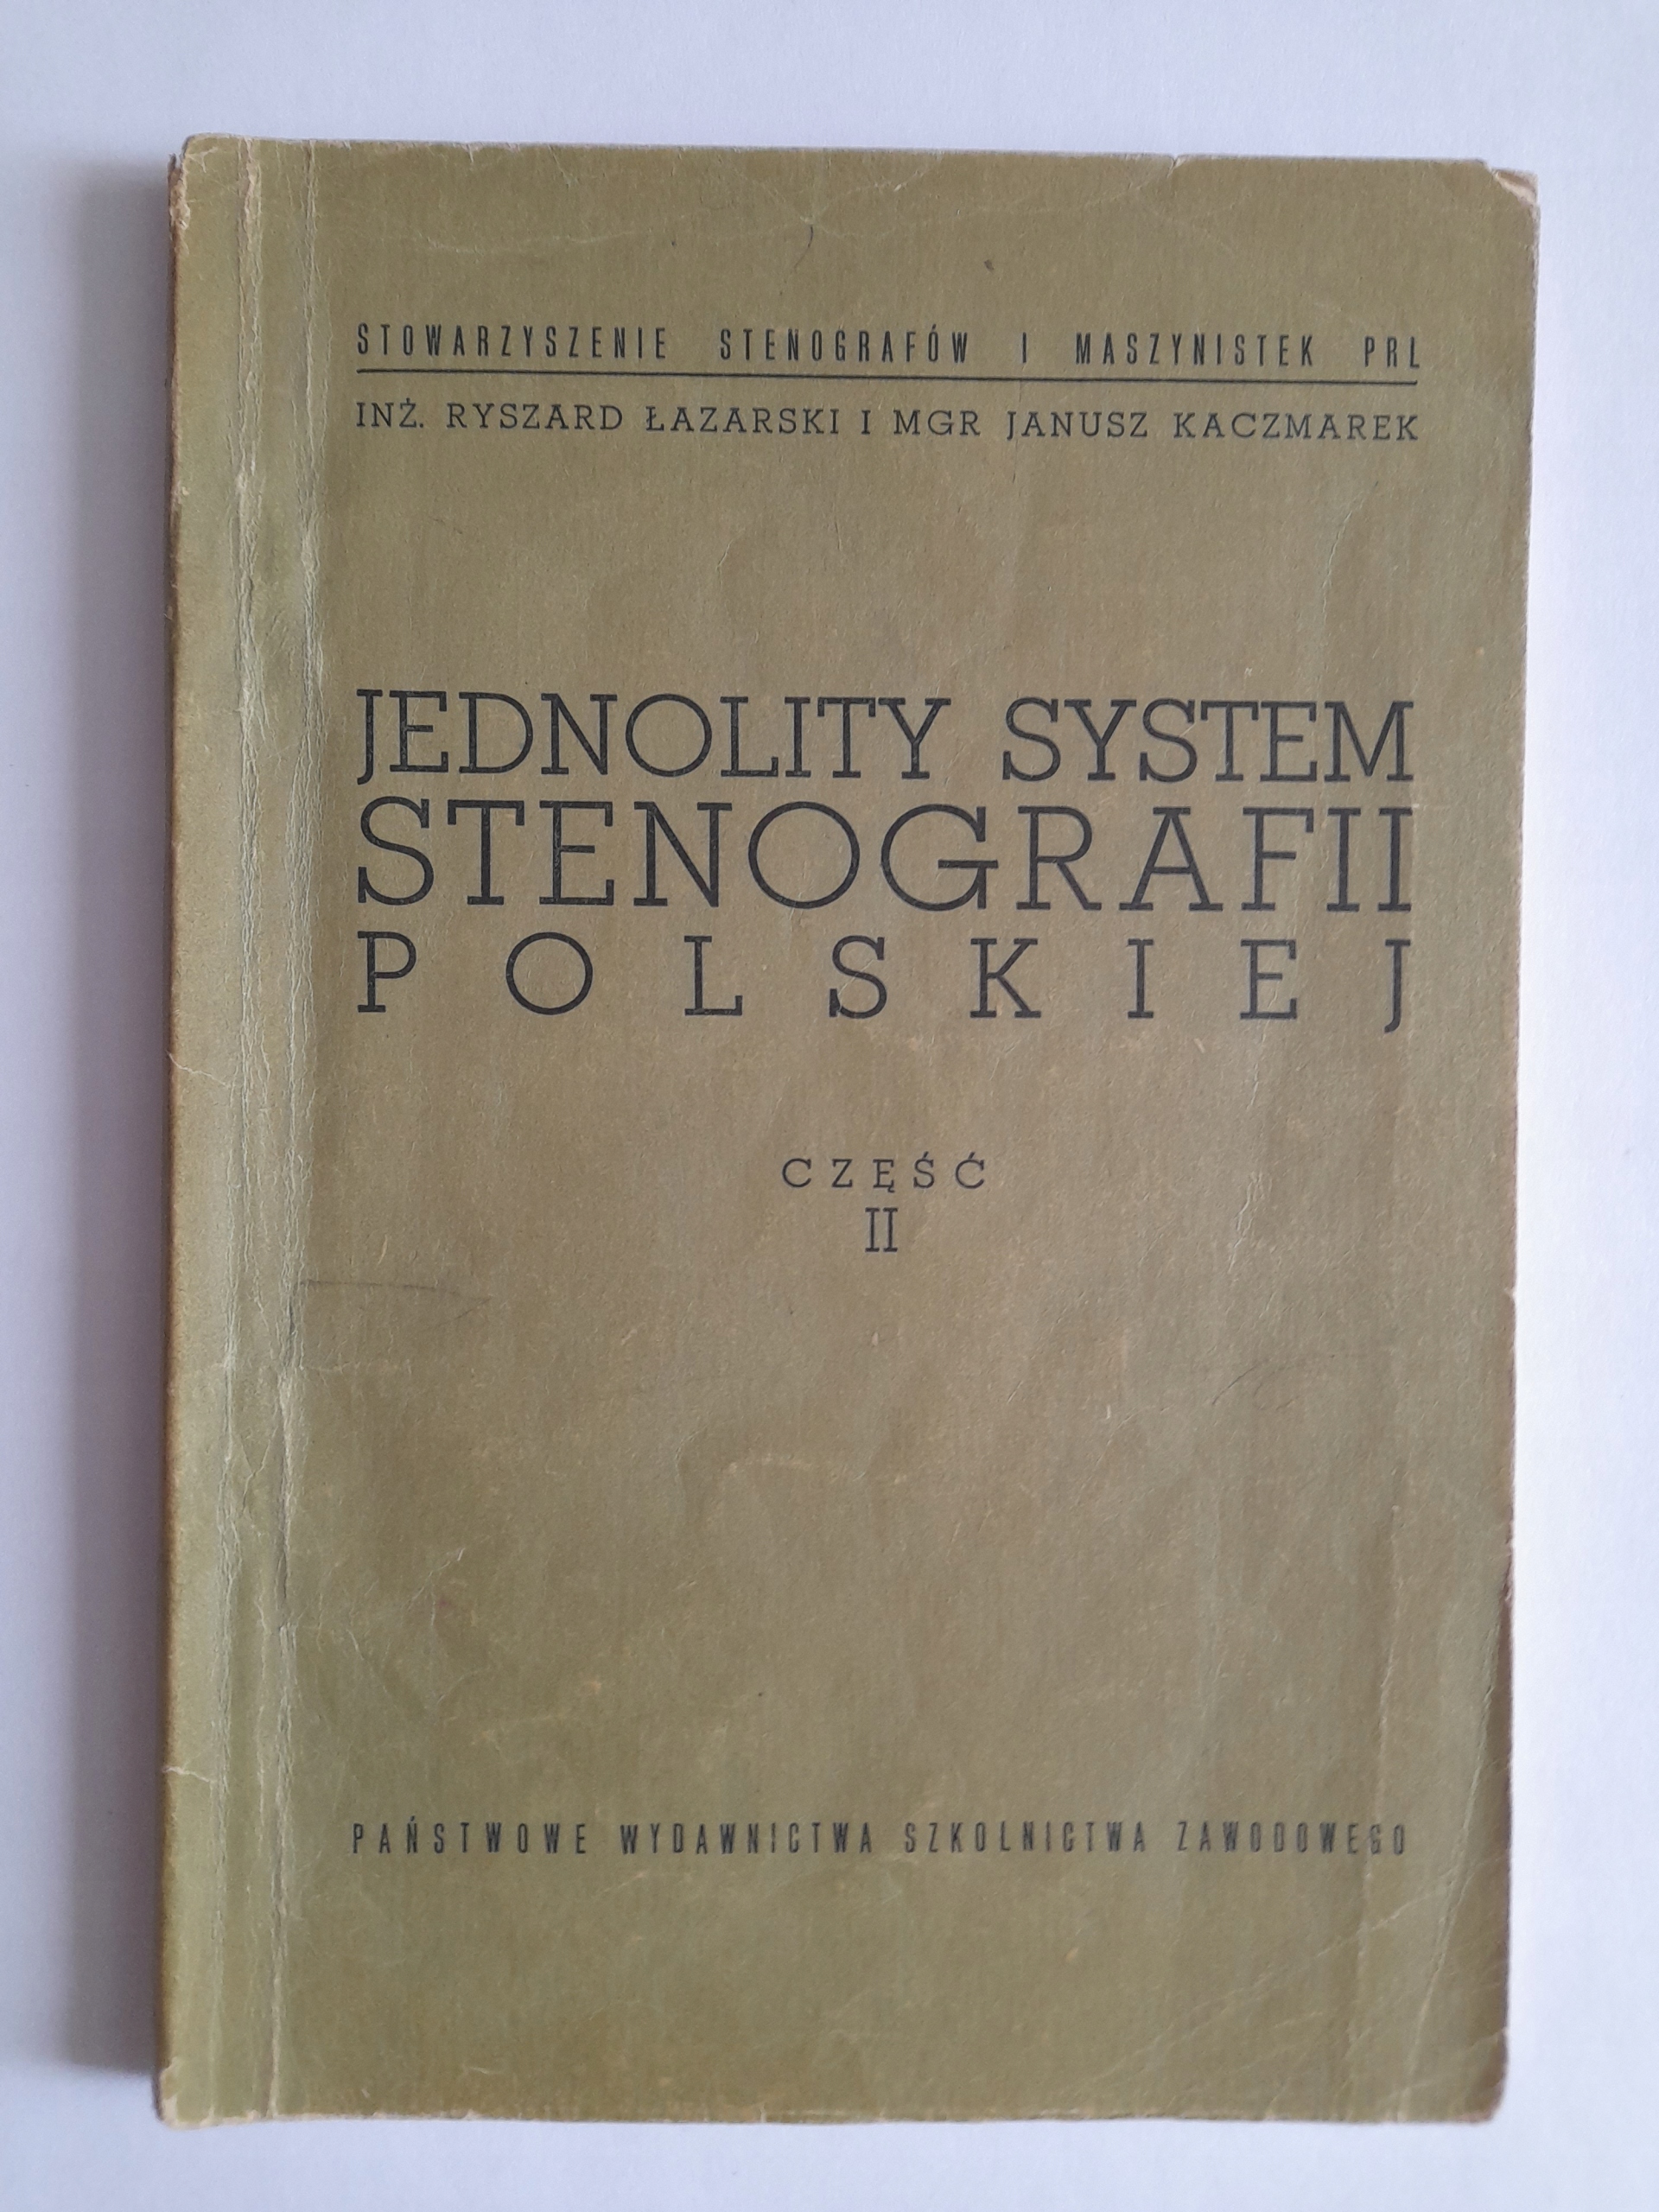 STOWARZYSZENIE STENOGRAFÓW I MASZYNISTEK PRL
INŻ. RYSZARD ŁAZARSKI I MGR JANUSZ KACZMAREK
JEDNOLITY SYSTEM
STENOGRAFII
POLSKIEJ
CZĘŚĆ
II
PAŃSTWOWE WYDAWNICTWA SZKOLNICTWA ZAWODOWEGO